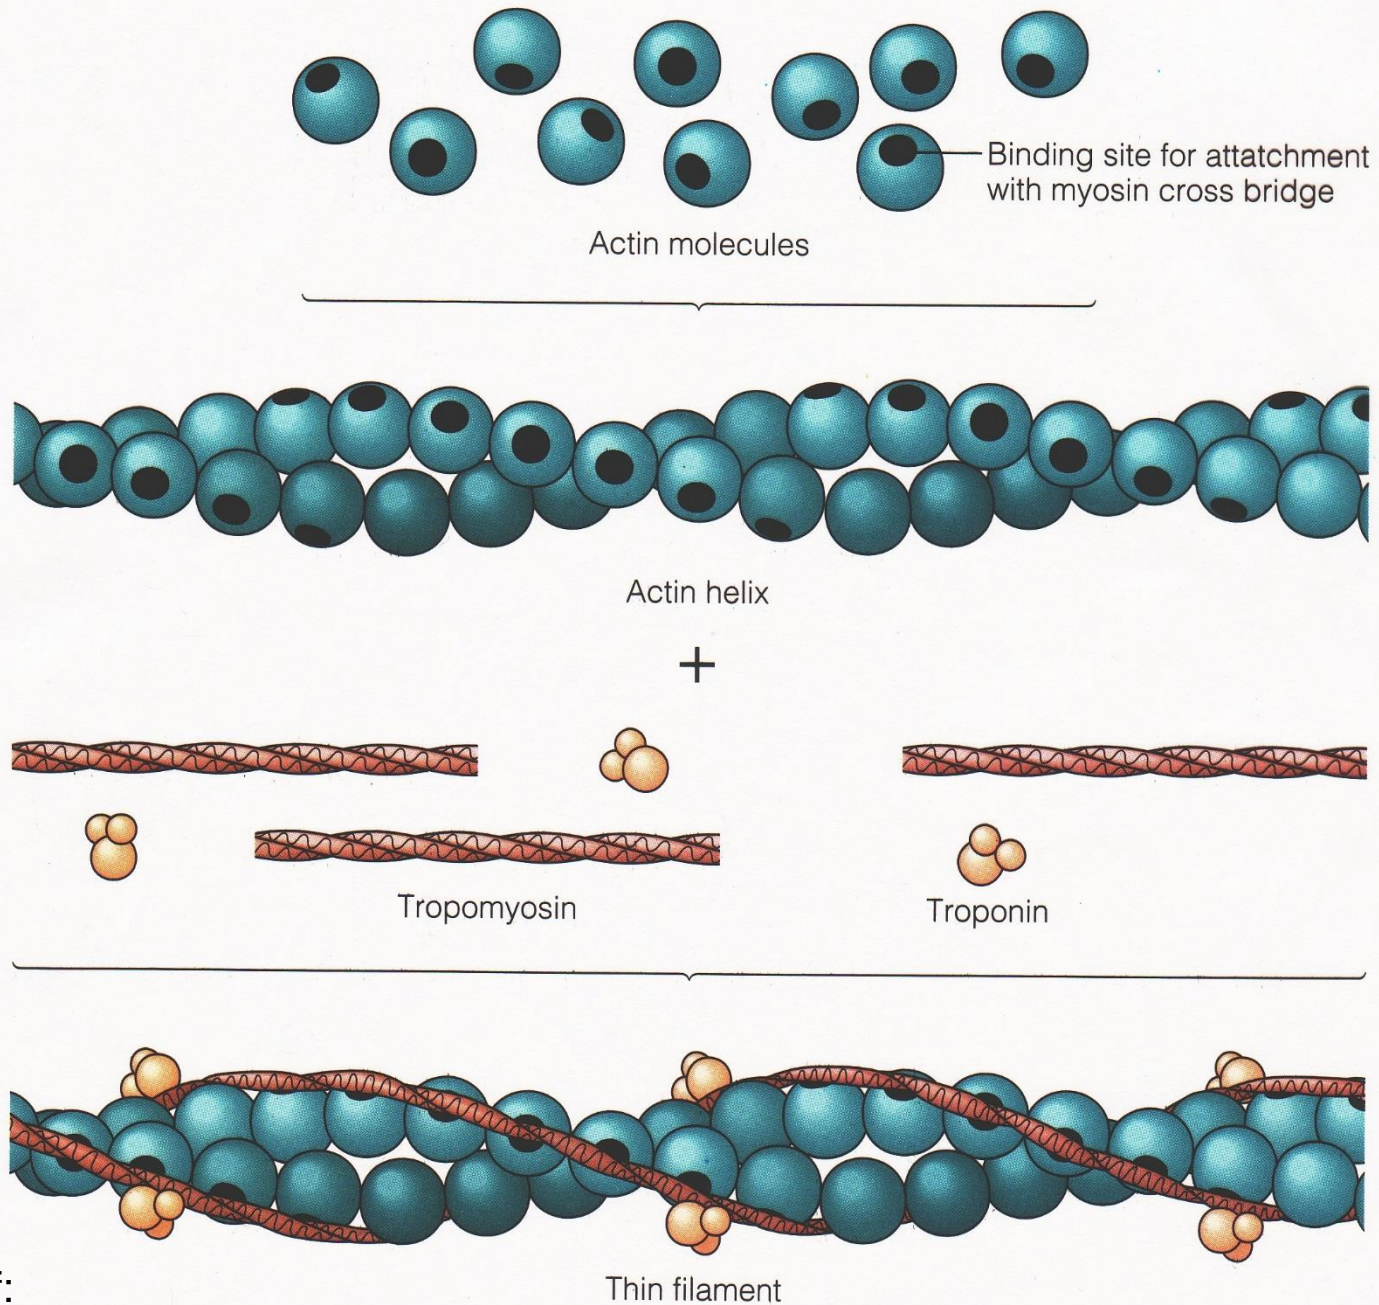 Binding site for attatchment
with myosin cross bridge
Actin molecules
Actin helix
+
Tropomyosin
Troponin
Thin filament